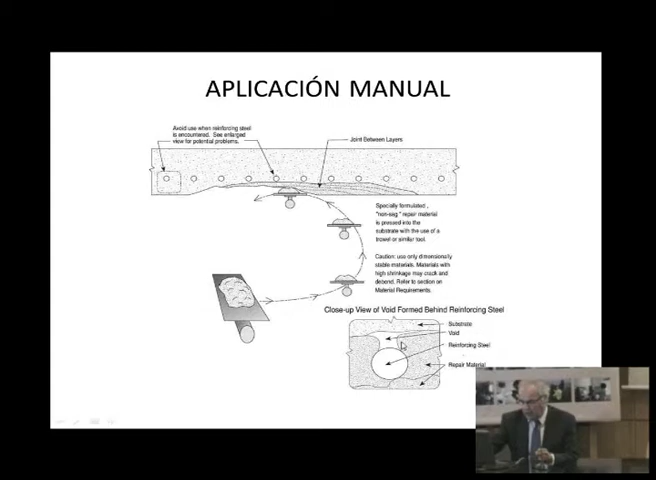 APLICACIÓN MANUAL
Avoid use when reinforcing steel
is encountered. See enlarged
view for potential problems.
Joint Between Layers
Specially formulated ,
"non-sag" repair material
is pressed into the
substrate with the use of a
trowel or similar tool.
Caution: use only dimensionally
stable materials. Materials with
high shrinkage may crack and
debond. Refer to section on
Material Requirements.
Close-up View of Void Formed Behind Reinforcing Steel
Substrate
Void
Reinforcing Steel
Repair Material